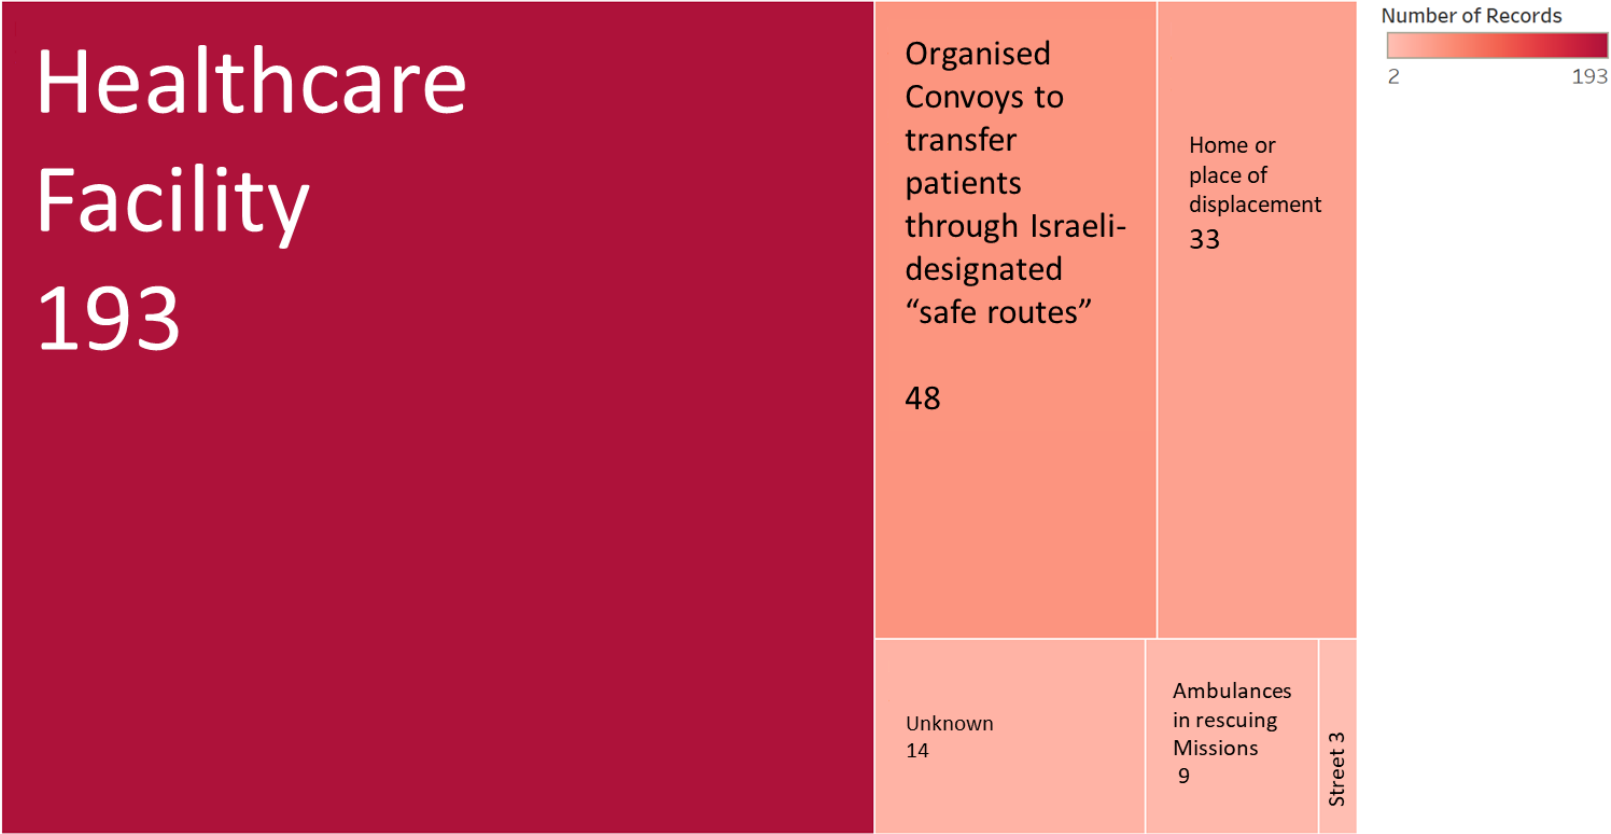 Healthcare
Facility
193
Organised
Convoys to
transfer
patients
through Israeli-
designated
“safe routes”
48
Home or
place of
displacement
33
Unknown
14
Ambulances
in rescuing
Missions
9
Street 3
Number of Records
2
193